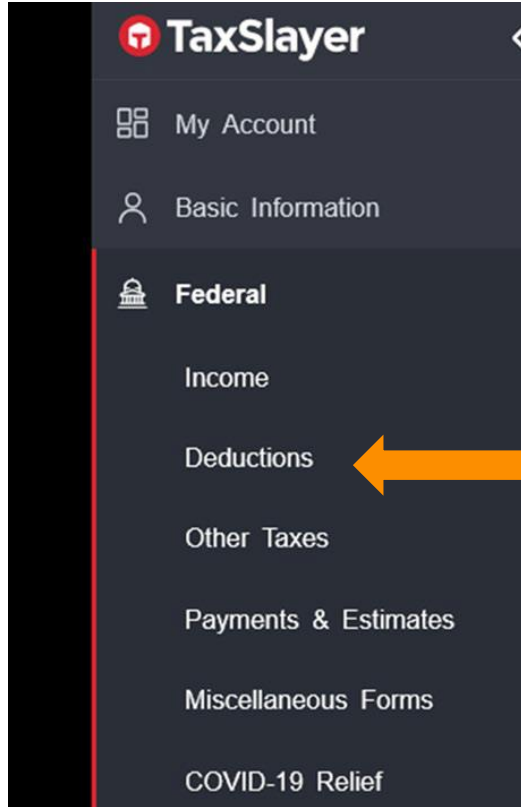 TaxSlayer
My Account
Basic Information
Federal
Income
Deductions
Other Taxes
Payments & Estimates
Miscellaneous Forms
COVID-19 Relief